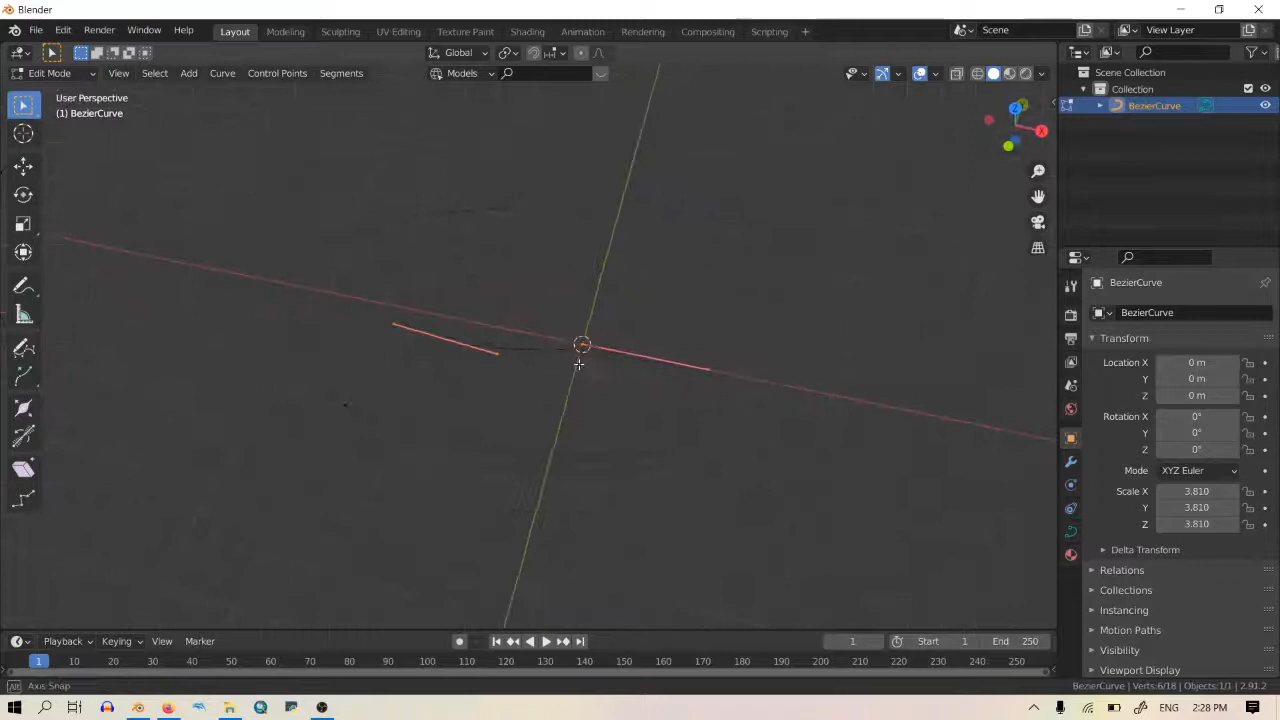 Blender
File Edit Render Window Help Layout Modeling Sculpting UV Editing Texture Paint Shading Animation Rendering Compositing Scripting + Scene View Layer
Global Models
Edit Mode View Select Add Curve Control Points Segments
User Perspective
(1) BezierCurve
Z
X
Scene Collection
Collection
BezierCurve
BezierCurve
BezierCurve
Transform
Location X 0 m
Y 0 m
Z 0 m
Rotation X 0°
Y 0°
Z 0°
Mode XYZ Euler
Scale X 3.810
Y 3.810
Z 3.810
Delta Transform
Relations
Collections
Instancing
Motion Paths
Visibility
Viewport Display
Playback Keying View Marker 1 Start 1 End 250
1 10 20 30 40 50 60 70 80 90 100 110 120 130 140 150 160 170 180 190 200 210 220 230 240 250
Axis Snap BezierCurve | Verts:6/18 | Objects:1/1 | 2.91.2
ENG 2:28 PM